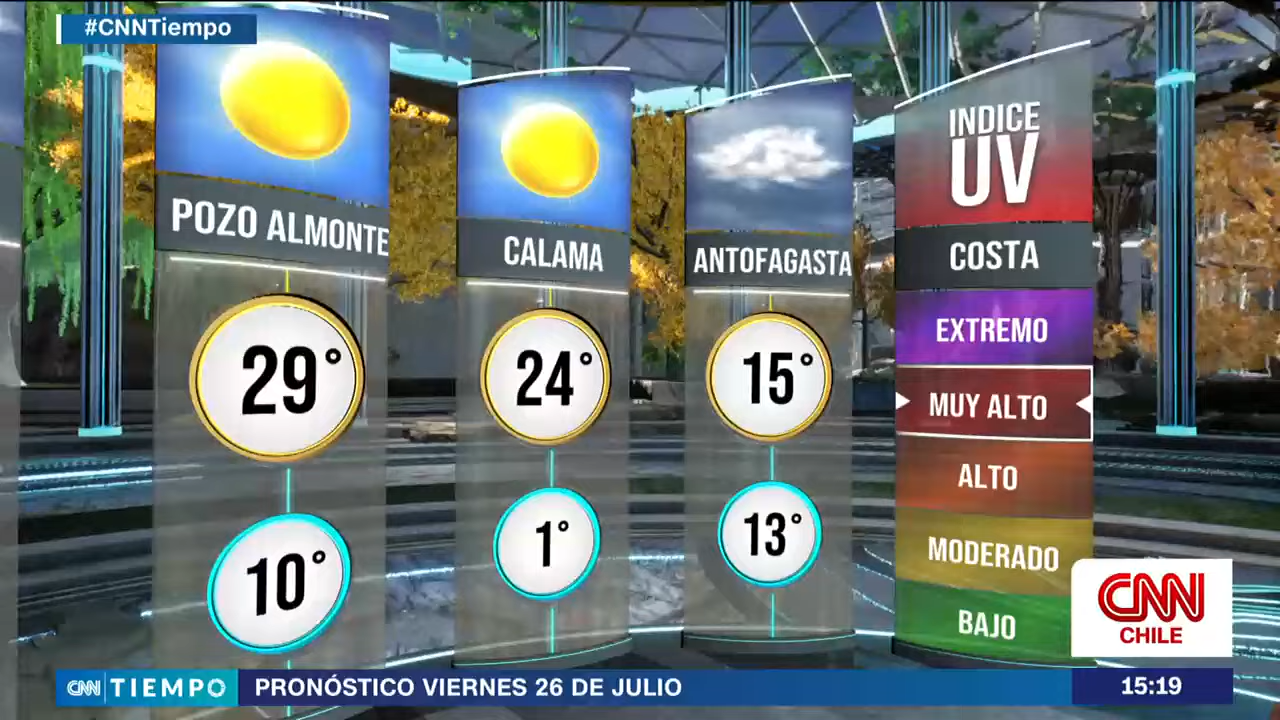 #CNNTiempo
POZO ALMONTE
29°
10°
CALAMA
24°
1°
ANTOFAGASTA
15°
13°
INDICE
UV
COSTA
EXTREMO
MUY ALTO
ALTO
MODERADO
BAJO
CNN
CHILE
CNN TIEMPO
PRONÓSTICO VIERNES 26 DE JULIO
15:19